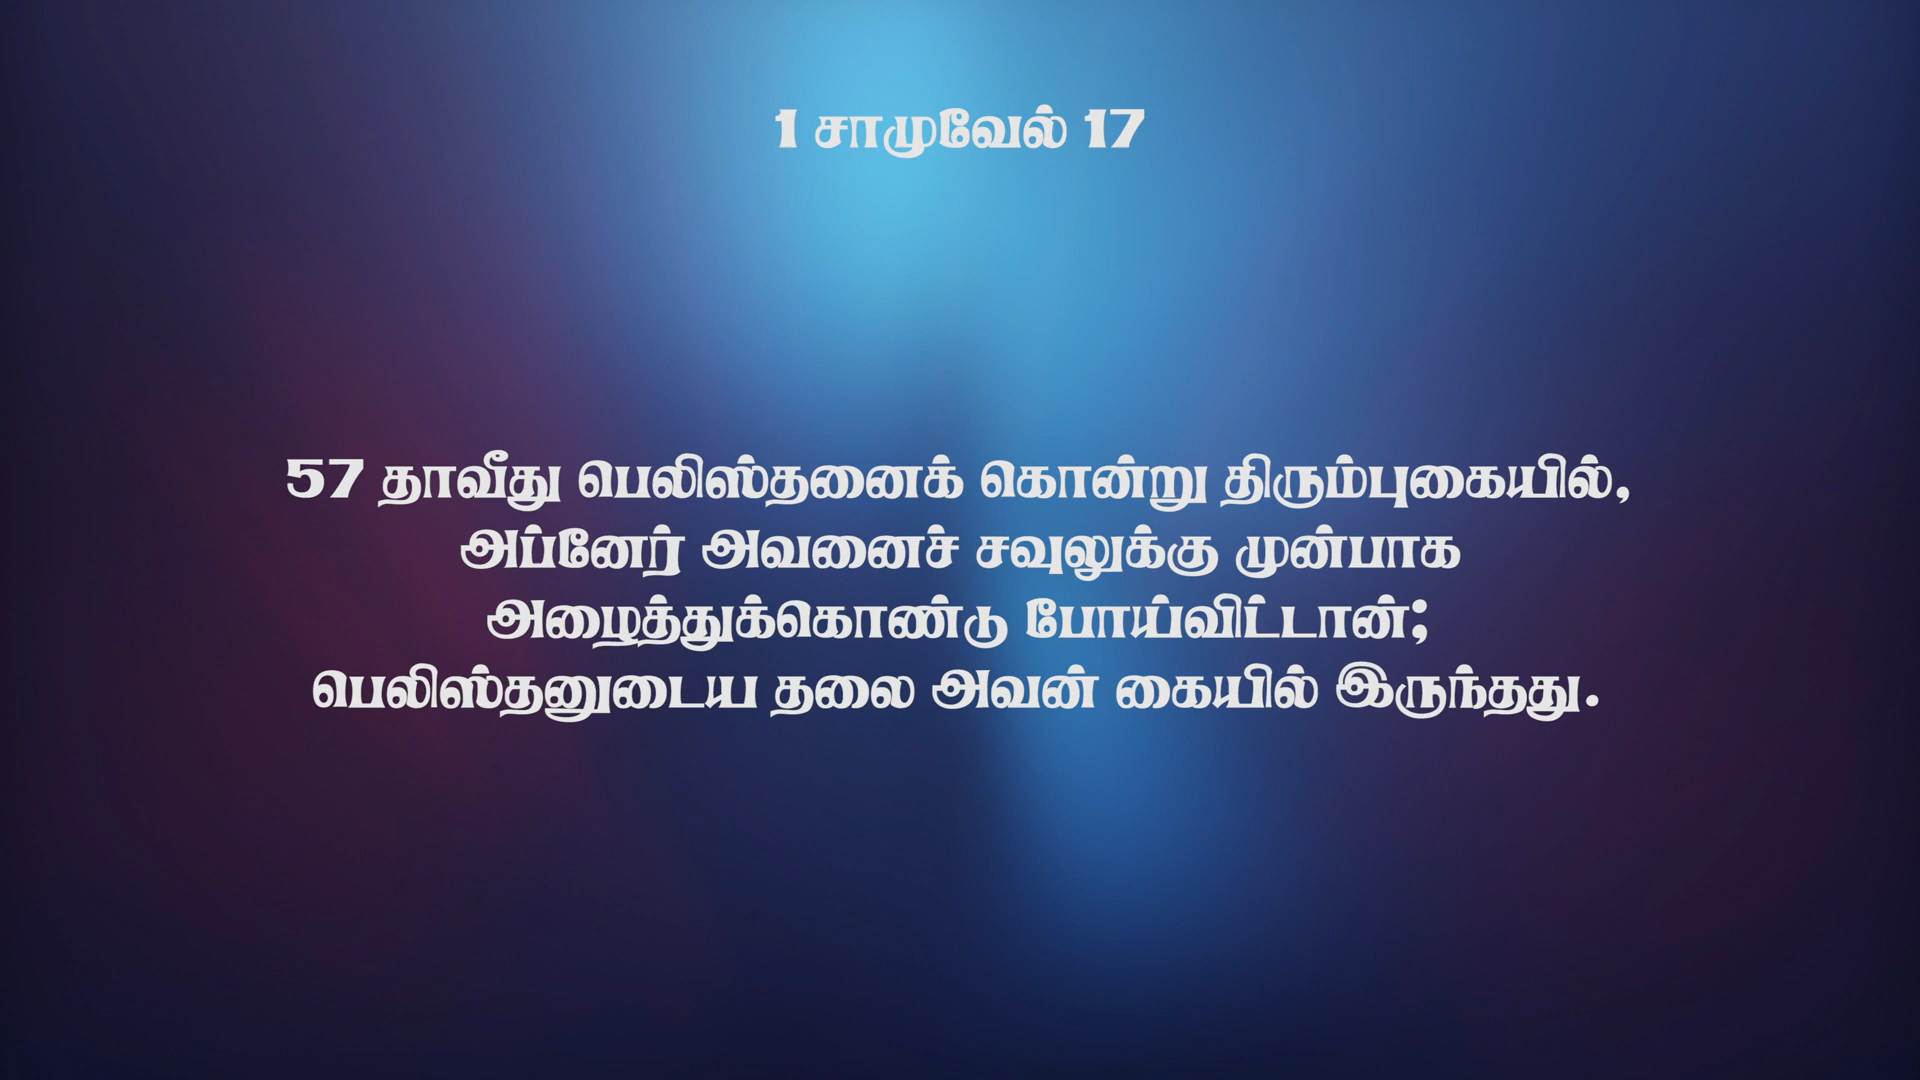 1 சாமுவேல் 17
57 தாவீது பெலிஸ்தனைக் கொன்று திரும்புகையில்,
அப்னேர் அவனைச் சவுலுக்கு முன்பாக
அழைத்துக்கொண்டு போய்விட்டான்;
பெலிஸ்தனுடைய தலை அவன் கையில் இருந்தது.